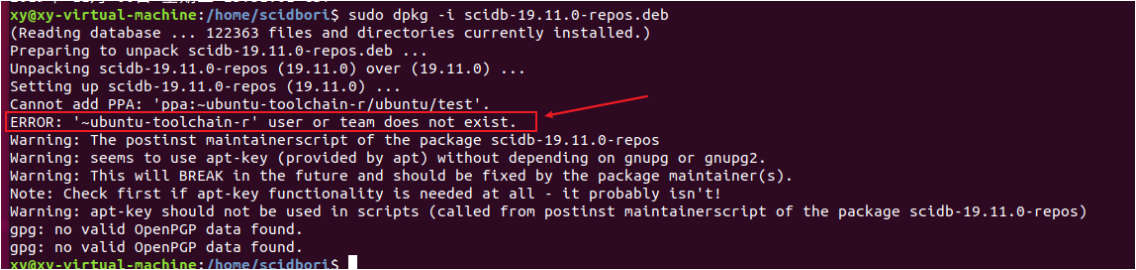 xy@xy-virtual-machine:/home/scidbori$ sudo dpkg -i scidb-19.11.0-repos.deb
(Reading database ... 122363 files and directories currently installed.)
Preparing to unpack scidb-19.11.0-repos.deb ...
Unpacking scidb-19.11.0-repos (19.11.0) over (19.11.0) ...
Setting up scidb-19.11.0-repos (19.11.0) ...
Cannot add PPA: 'ppa:~ubuntu-toolchain-r/ubuntu/test'.
ERROR: '~ubuntu-toolchain-r' user or team does not exist.
Warning: The postinst maintainerscript of the package scidb-19.11.0-repos
Warning: seems to use apt-key (provided by apt) without depending on gnupg or gnupg2.
Warning: This will BREAK in the future and should be fixed by the package maintainer(s).
Note: Check first if apt-key functionality is needed at all - it probably isn't!
Warning: apt-key should not be used in scripts (called from postinst maintainerscript of the package scidb-19.11.0-repos)
gpg: no valid OpenPGP data found.
gpg: no valid OpenPGP data found.
xy@xy-virtual-machine:/home/scidbori$